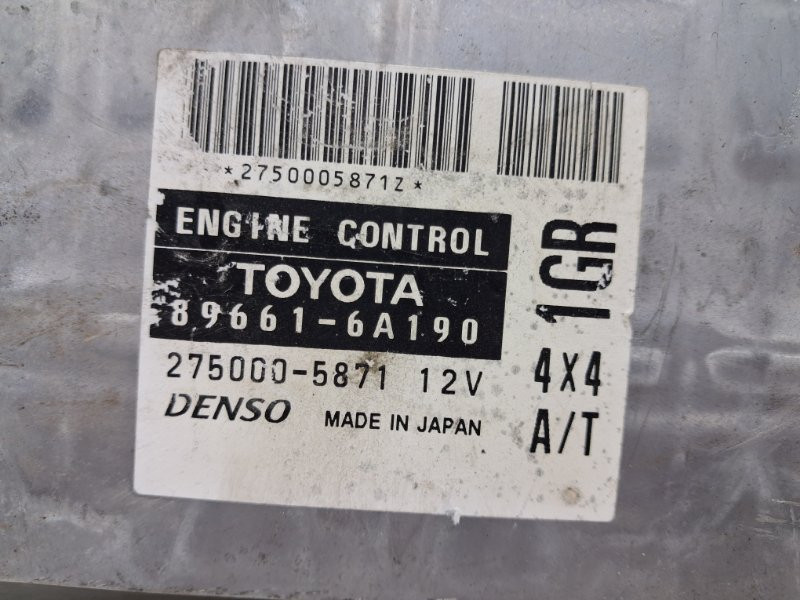 *2750005871Z*
ENGINE CONTROL
TOYOTA
89661-6A190
275000-5871 12V
DENSO MADE IN JAPAN
1GR
4X4
A/T